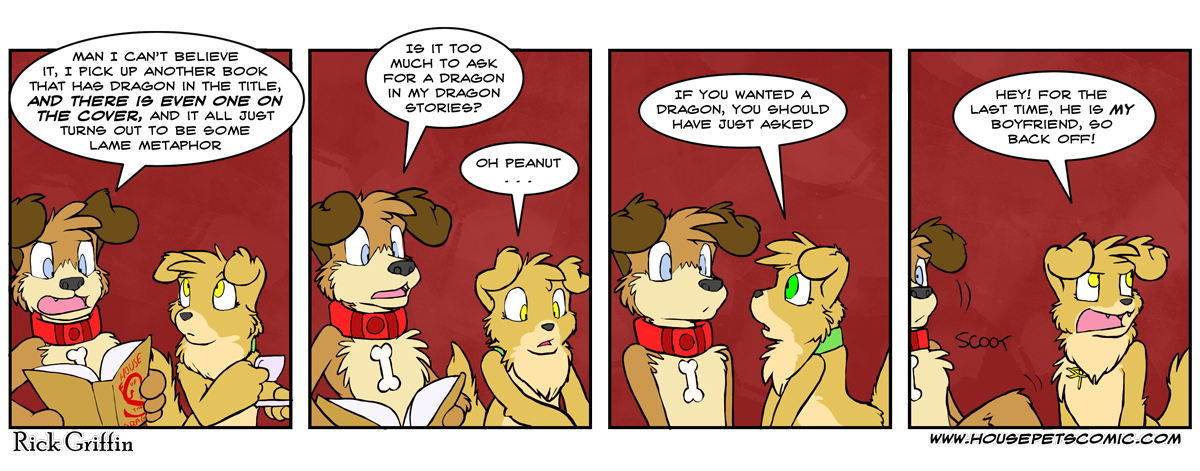 MAN I CAN'T BELIEVE
IT, I PICK UP ANOTHER BOOK
THAT HAS DRAGON IN THE TITLE,
AND THERE IS EVEN ONE ON
THE COVER, AND IT ALL JUST
TURNS OUT TO BE SOME
LAME METAPHOR
HOUSE
IS IT TOO
MUCH TO ASK
FOR A DRAGON
IN MY DRAGON
STORIES?
OH PEANUT
. . .
IF YOU WANTED A
DRAGON, YOU SHOULD
HAVE JUST ASKED
HEY! FOR THE
LAST TIME, HE IS MY
BOYFRIEND, SO
BACK OFF!
SCOOT
Rick Griffin
WWW.HOUSEPETSCOMIC.COM